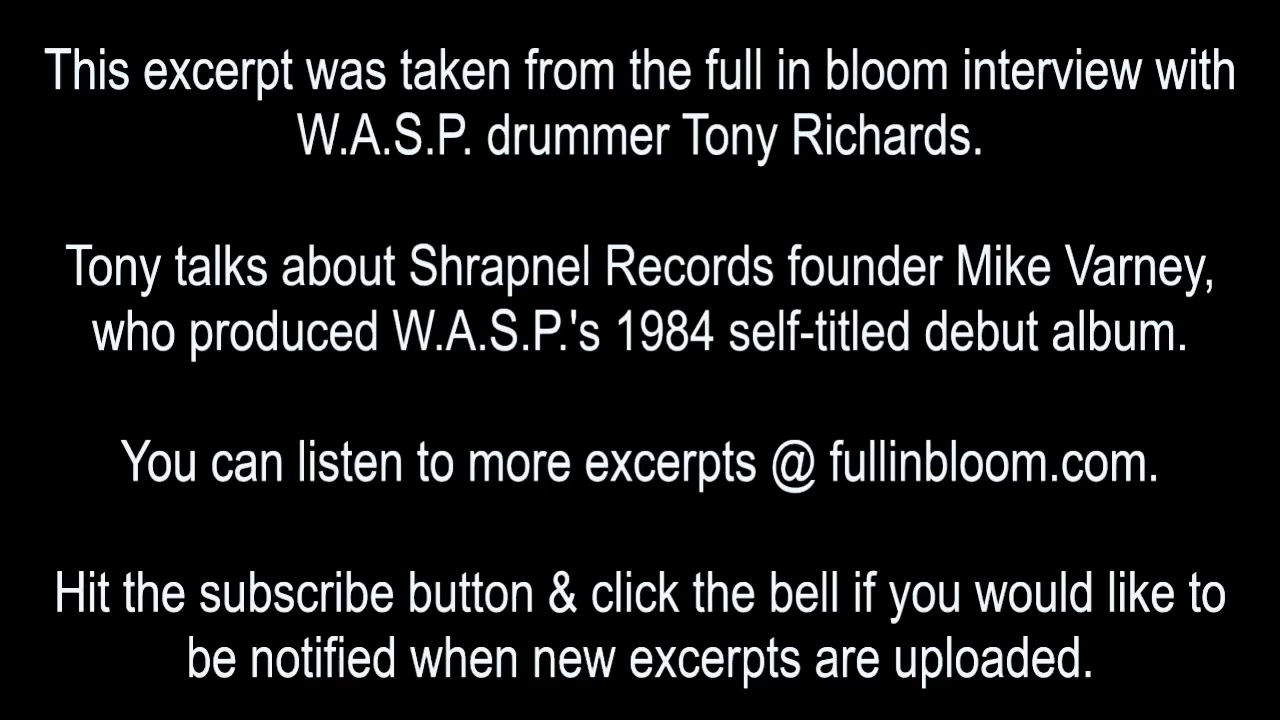 This excerpt was taken from the full in bloom interview with
W.A.S.P. drummer Tony Richards.
Tony talks about Shrapnel Records founder Mike Varney,
who produced W.A.S.P.'s 1984 self-titled debut album.
You can listen to more excerpts @ fullinbloom.com.
Hit the subscribe button & click the bell if you would like to
be notified when new excerpts are uploaded.